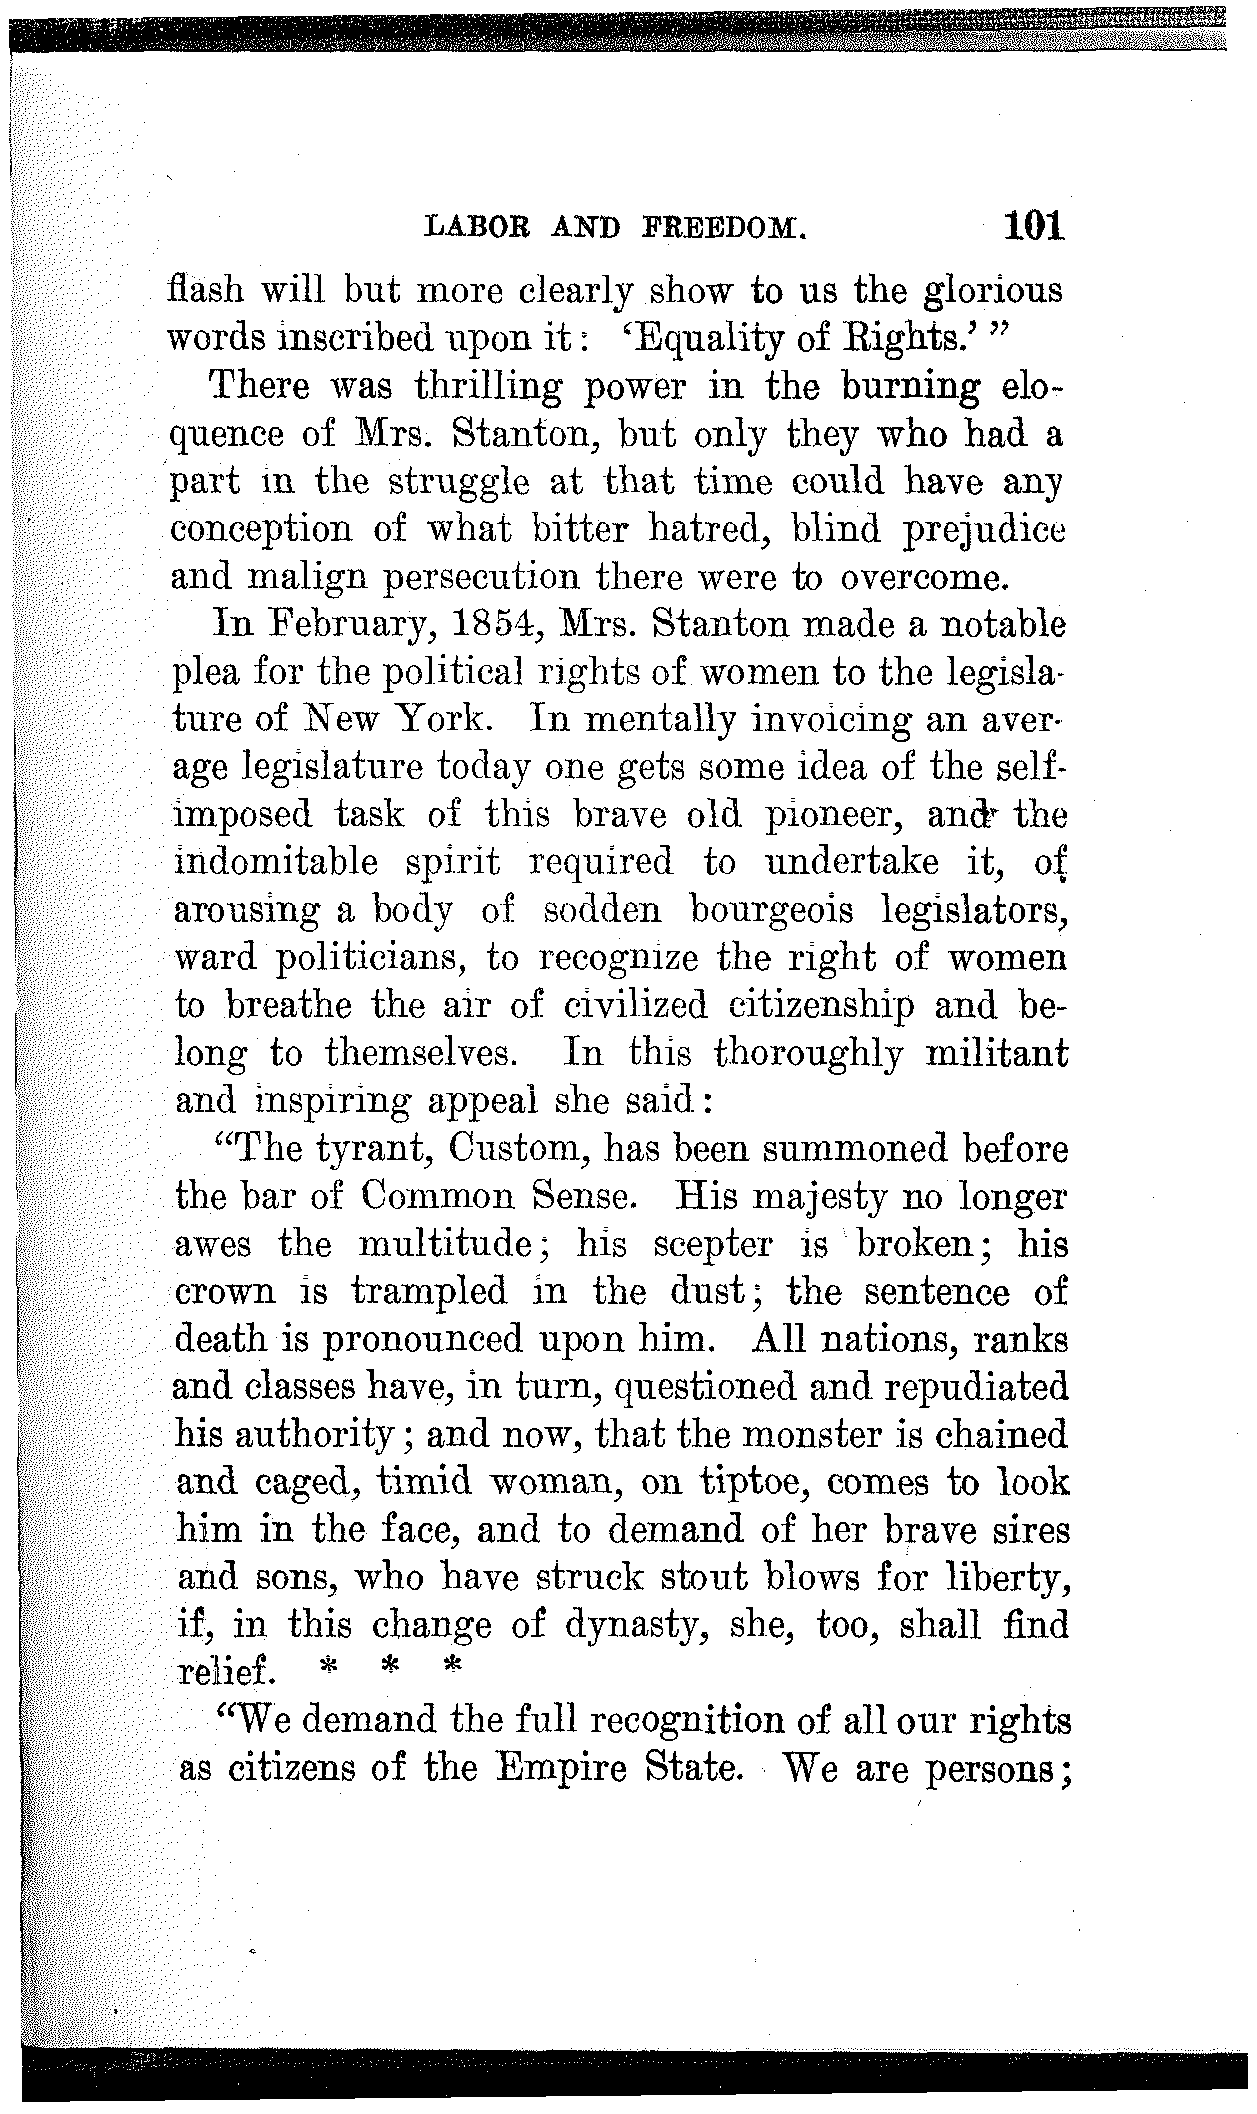 LABOR AND FREEDOM. 101
flash will but more clearly show to us the glorious
words inscribed upon it: ‘Equality of Rights.’ ”
There was thrilling power in the burning elo-
quence of Mrs. Stanton, but only they who had a
part in the struggle at that time could have any
conception of what bitter hatred, blind prejudice
and malign persecution there were to overcome.
In February, 1854, Mrs. Stanton made a notable
plea for the political rights of women to the legisla-
ture of New York. In mentally invoicing an aver-
age legislature today one gets some idea of the self-
imposed task of this brave old pioneer, and the
indomitable spirit required to undertake it, of
arousing a body of sodden bourgeois legislators,
ward politicians, to recognize the right of women
to breathe the air of civilized citizenship and be-
long to themselves. In this thoroughly militant
and inspiring appeal she said:
“The tyrant, Custom, has been summoned before
the bar of Common Sense. His majesty no longer
awes the multitude; his scepter is broken; his
crown is trampled in the dust; the sentence of
death is pronounced upon him. All nations, ranks
and classes have, in turn, questioned and repudiated
his authority; and now, that the monster is chained
and caged, timid woman, on tiptoe, comes to look
him in the face, and to demand of her brave sires
and sons, who have struck stout blows for liberty,
if, in this change of dynasty, she, too, shall find
relief. * * *
“We demand the full recognition of all our rights
as citizens of the Empire State. We are persons;